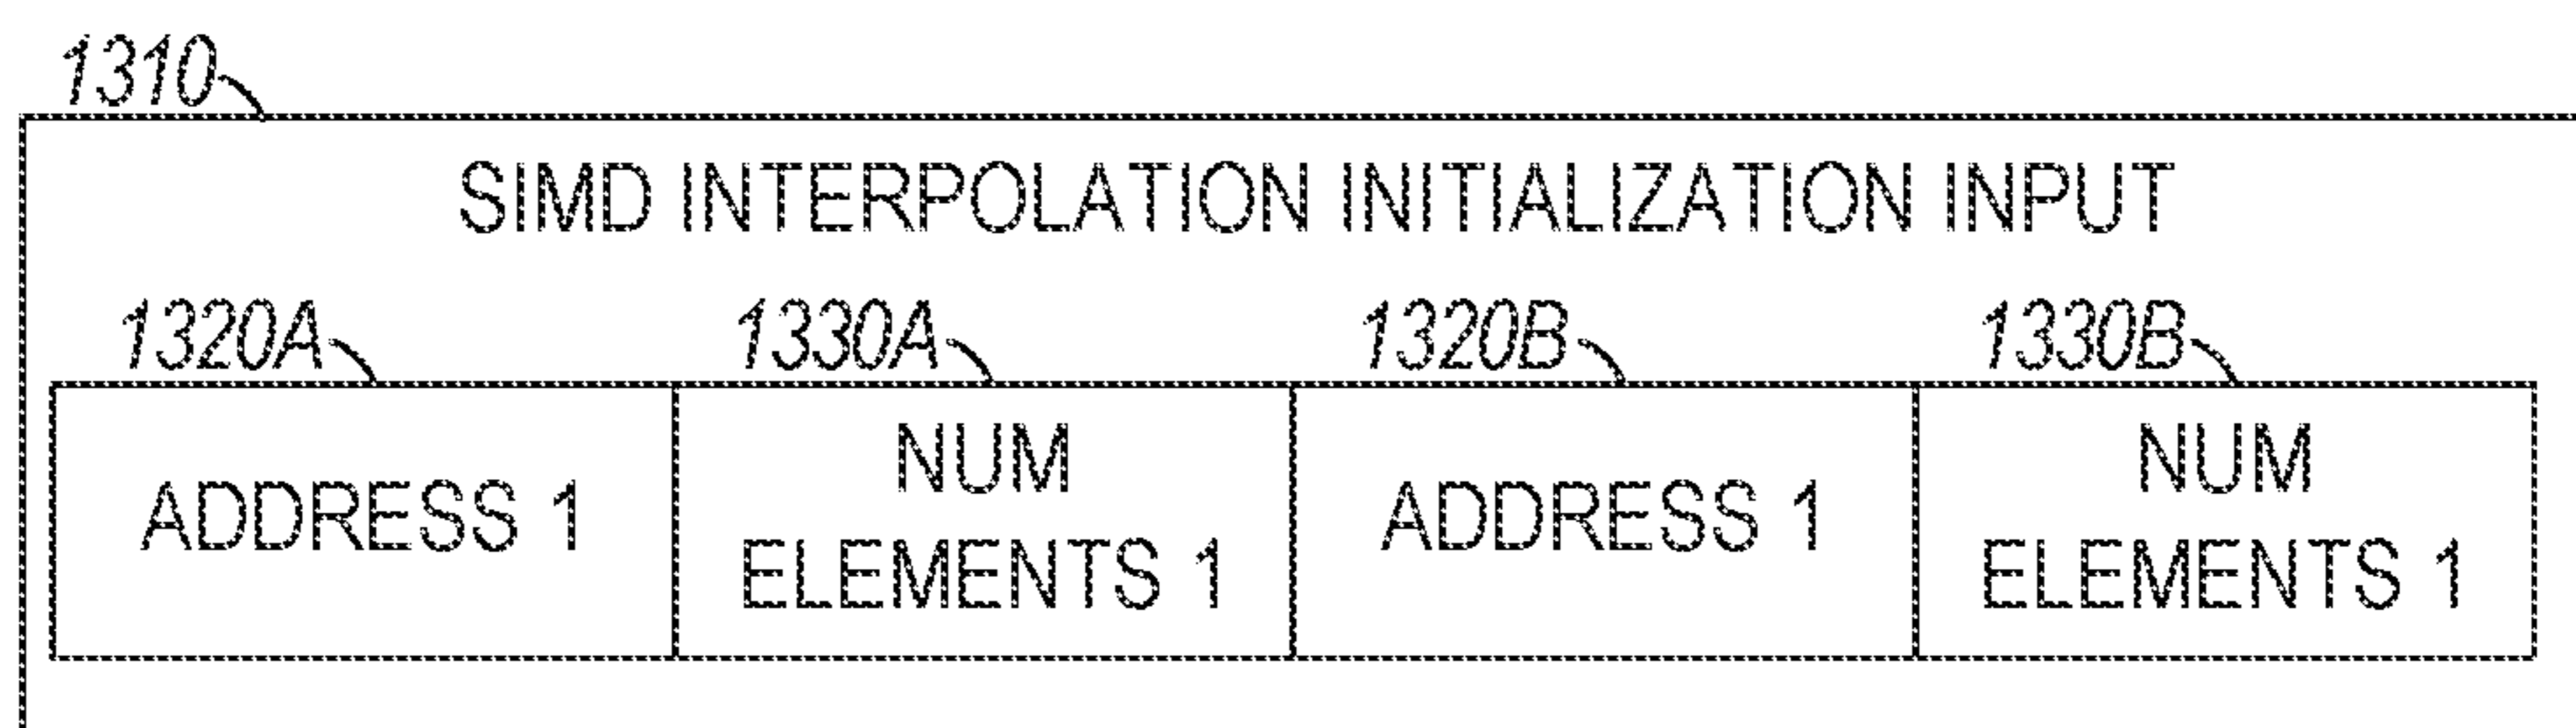 1310
SIMD INTERPOLATION INITIALIZATION INPUT
1320A 1330A 1320B 1330B
ADDRESS 1
NUM
ELEMENTS 1
ADDRESS 1
NUM
ELEMENTS 1